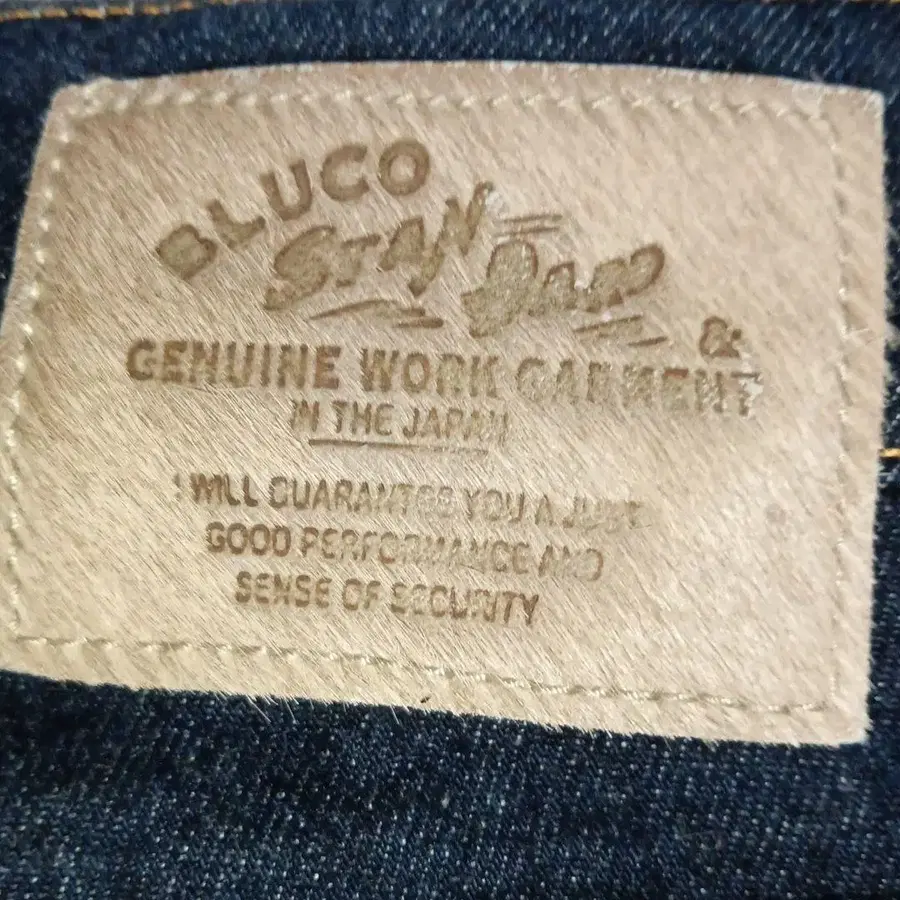 BLUCO
STANDARD &
GENUINE WORK GARMENT
IN THE JAPAN
I WILL GUARANTEE YOU A JUST
GOOD PERFORMANCE AND
SENSE OF SECURITY